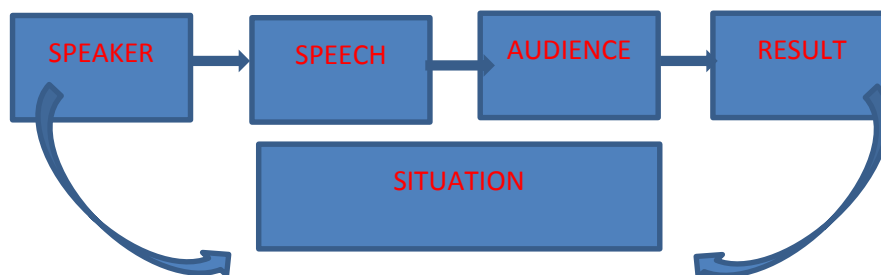 SPEAKER
SPEECH
AUDIENCE
RESULT
SITUATION